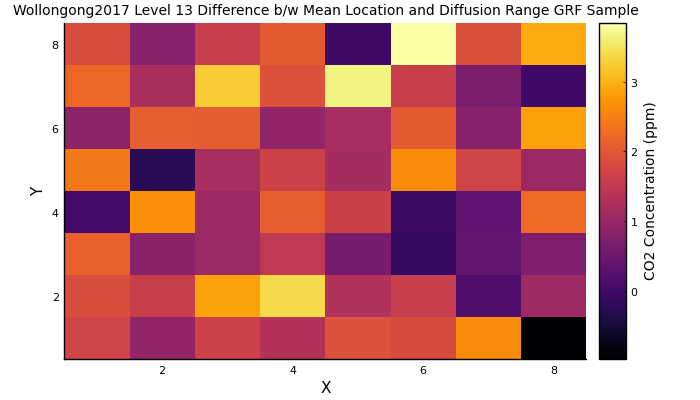 Wollongong2017 Level 13 Difference b/w Mean Location and Diffusion Range GRF Sample
8
6
4
2
Y
2 4 6 8
X
3
2
1
0
CO2 Concentration (ppm)